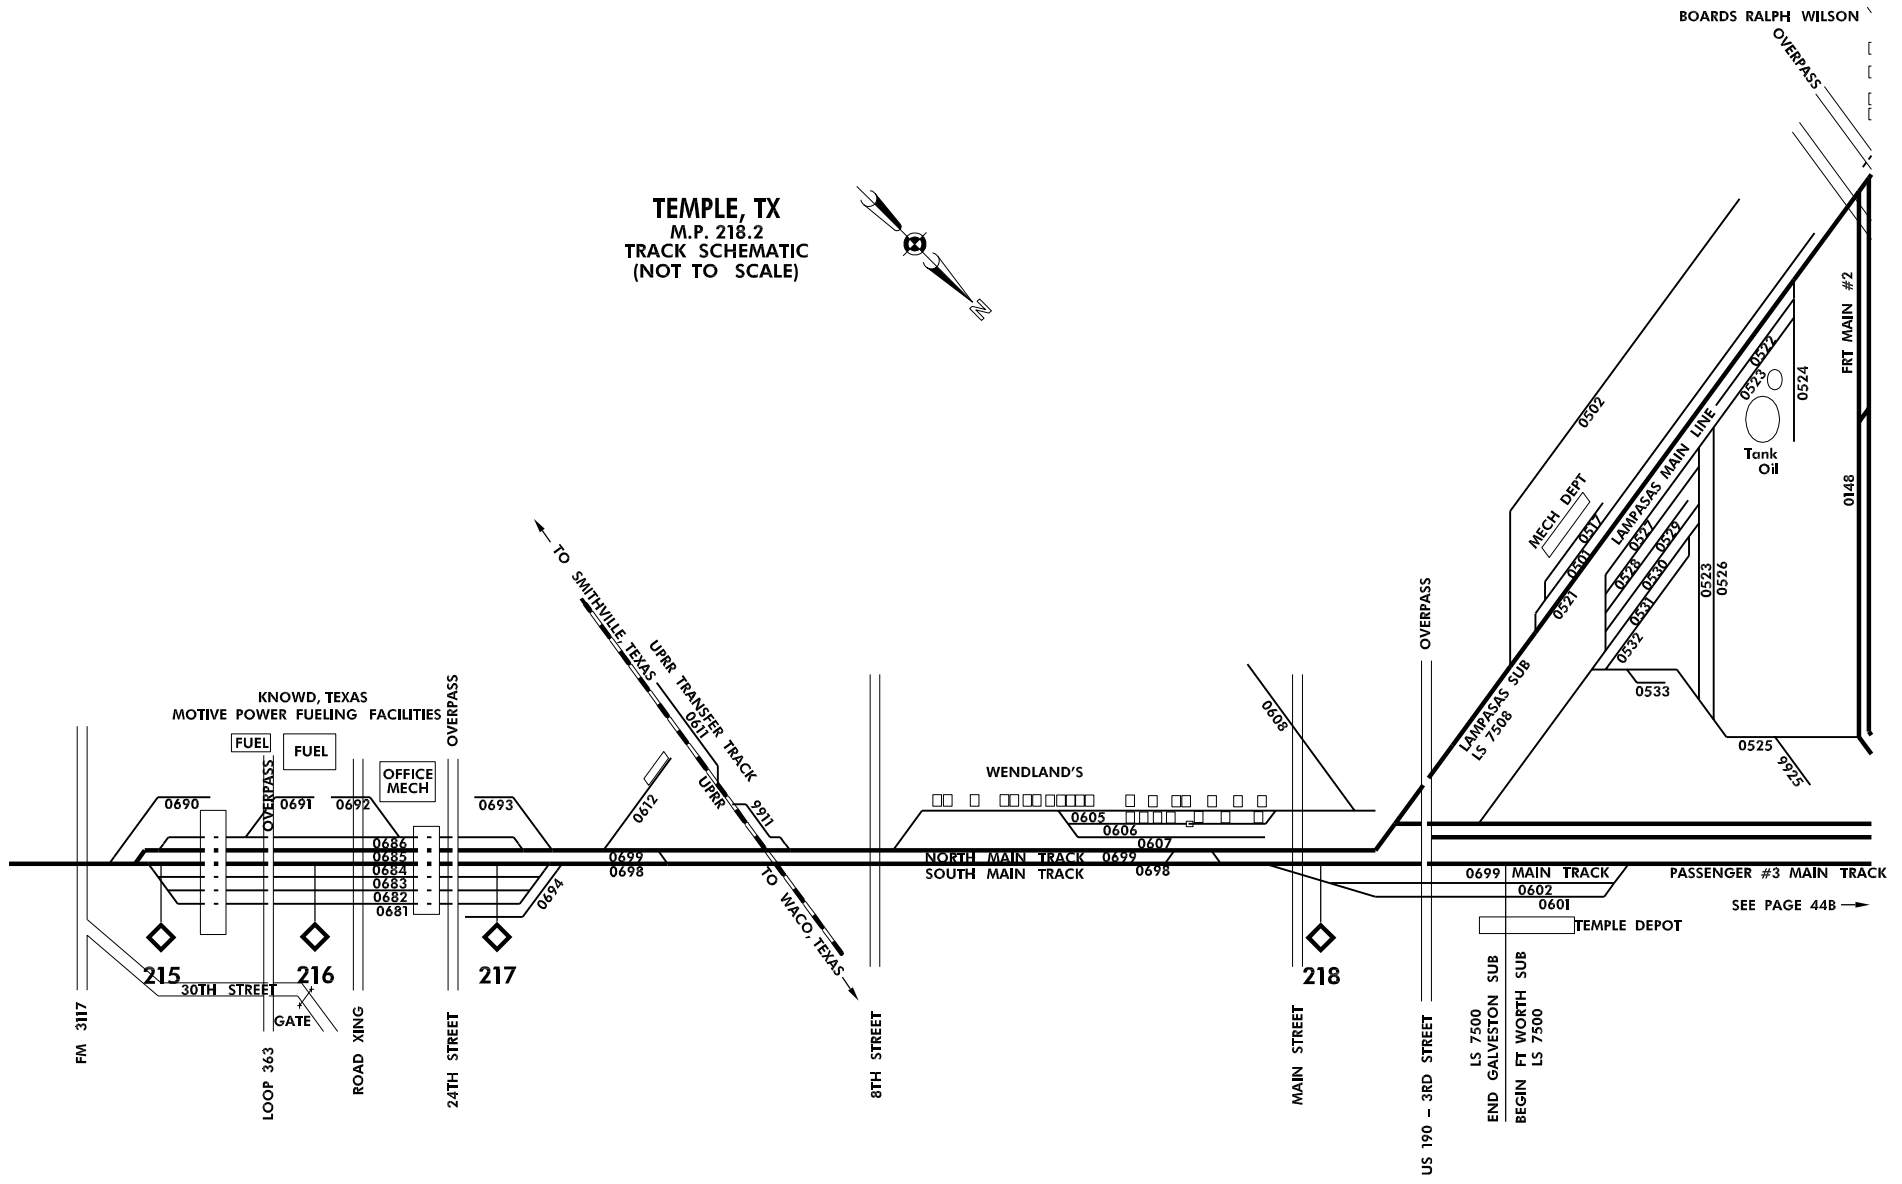 BOARDS RALPH WILSON
OVERPASS
TEMPLE, TX
M.P. 218.2
TRACK SCHEMATIC
(NOT TO SCALE)
N
FRT MAIN #2
0148
0522
0523
0524
0502
Tank
Oil
LAMPASAS MAIN LINE
MECH DEPT
0517
0501
0521
0527
0529
0528
0530
0531
0532
0523
0526
0533
0525
9925
OVERPASS
LAMPASAS SUB
LS 7508
TO SMITHVILLE, TEXAS
UPRR TRANSFER TRACK
0611
UPRR
9911
TO WACO, TEXAS
KNOWD, TEXAS
MOTIVE POWER FUELING FACILITIES
OVERPASS
FUEL
FUEL
OVERPASS
OFFICE
MECH
0690
0691
0692
0693
0612
0608
WENDLAND'S
0605
0606
0607
0686
0685
0684
0683
0682
0681
0694
0699
0698
NORTH MAIN TRACK 0699
SOUTH MAIN TRACK 0698
0699 MAIN TRACK
0602
0601
PASSENGER #3 MAIN TRACK
SEE PAGE 44B
TEMPLE DEPOT
215
216
217
218
30TH STREET
GATE
FM 3117
LOOP 363
ROAD XING
24TH STREET
8TH STREET
MAIN STREET
US 190 – 3RD STREET
LS 7500
END GALVESTON SUB
BEGIN FT WORTH SUB
LS 7500